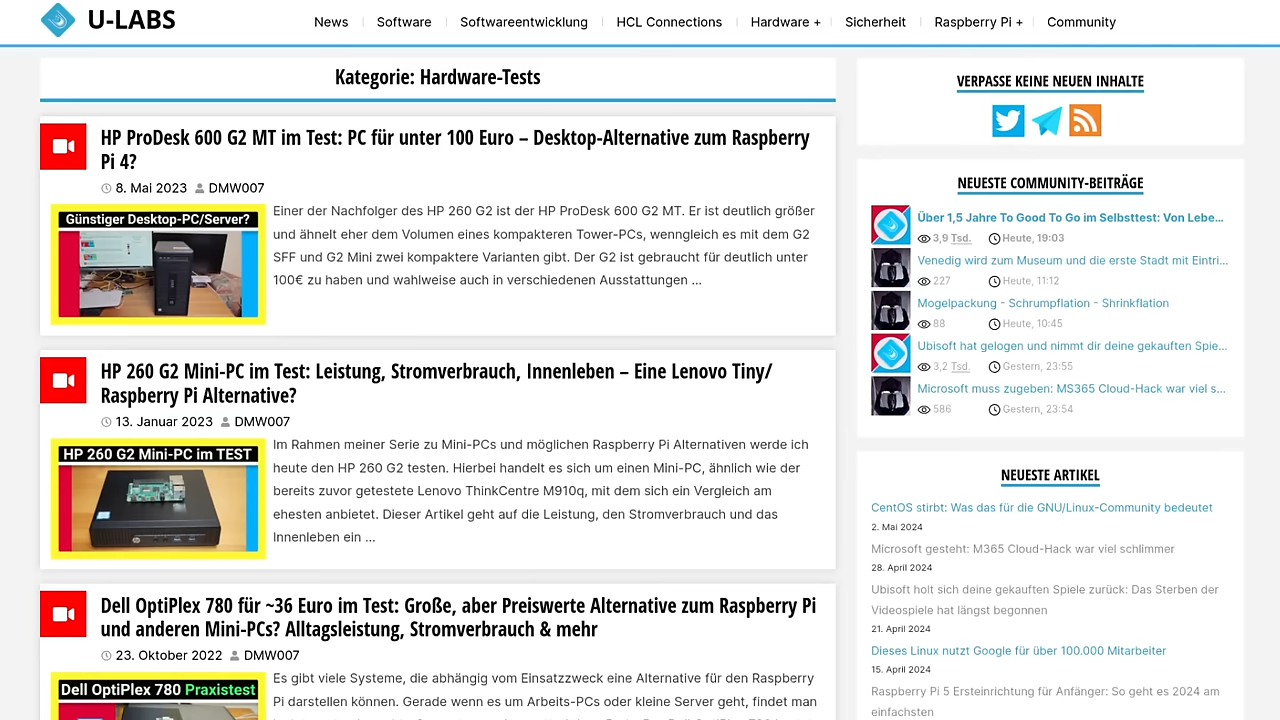 U-LABS
News
Software
Softwareentwicklung
HCL Connections
Hardware +
Sicherheit
Raspberry Pi +
Community
Kategorie: Hardware-Tests
HP ProDesk 600 G2 MT im Test: PC für unter 100 Euro – Desktop-Alternative zum Raspberry
Pi 4?
8. Mai 2023 DMW007
Günstiger Desktop-PC/Server?
Einer der Nachfolger des HP 260 G2 ist der HP ProDesk 600 G2 MT. Er ist deutlich größer
und ähnelt eher dem Volumen eines kompakteren Tower-PCs, wenngleich es mit dem G2
SFF und G2 Mini zwei kompaktere Varianten gibt. Der G2 ist gebraucht für deutlich unter
100€ zu haben und wahlweise auch in verschiedenen Ausstattungen ...
HP 260 G2 Mini-PC im Test: Leistung, Stromverbrauch, Innenleben – Eine Lenovo Tiny/
Raspberry Pi Alternative?
13. Januar 2023 DMW007
HP 260 G2 Mini-PC im TEST
Im Rahmen meiner Serie zu Mini-PCs und möglichen Raspberry Pi Alternativen werde ich
heute den HP 260 G2 testen. Hierbei handelt es sich um einen Mini-PC, ähnlich wie der
bereits zuvor getestete Lenovo ThinkCentre M910q, mit dem sich ein Vergleich am
ehesten anbietet. Dieser Artikel geht auf die Leistung, den Stromverbrauch und das
Innenleben ein ...
Dell OptiPlex 780 für ~36 Euro im Test: Große, aber Preiswerte Alternative zum Raspberry Pi
und anderen Mini-PCs? Alltagsleistung, Stromverbrauch & mehr
23. Oktober 2022 DMW007
Dell OptiPlex 780 Praxistest
Es gibt viele Systeme, die abhängig vom Einsatzzweck eine Alternative für den Raspberry
Pi darstellen können. Gerade wenn es um Arbeits-PCs oder kleine Server geht, findet man
VERPASSE KEINE NEUEN INHALTE
NEUESTE COMMUNITY-BEITRÄGE
Über 1,5 Jahre To Good To Go im Selbsttest: Von Lebe...
3,9 Tsd. Heute, 19:03
Venedig wird zum Museum und die erste Stadt mit Eintri...
227 Heute, 11:12
Mogelpackung - Schrumpflation - Shrinkflation
88 Heute, 10:45
Ubisoft hat gelogen und nimmt dir deine gekauften Spie...
3,2 Tsd. Gestern, 23:55
Microsoft muss zugeben: MS365 Cloud-Hack war viel s...
586 Gestern, 23:54
NEUESTE ARTIKEL
CentOS stirbt: Was das für die GNU/Linux-Community bedeutet
2. Mai 2024
Microsoft gesteht: M365 Cloud-Hack war viel schlimmer
28. April 2024
Ubisoft holt sich deine gekauften Spiele zurück: Das Sterben der
Videospiele hat längst begonnen
21. April 2024
Dieses Linux nutzt Google für über 100.000 Mitarbeiter
15. April 2024
Raspberry Pi 5 Ersteinrichtung für Anfänger: So geht es 2024 am
einfachsten